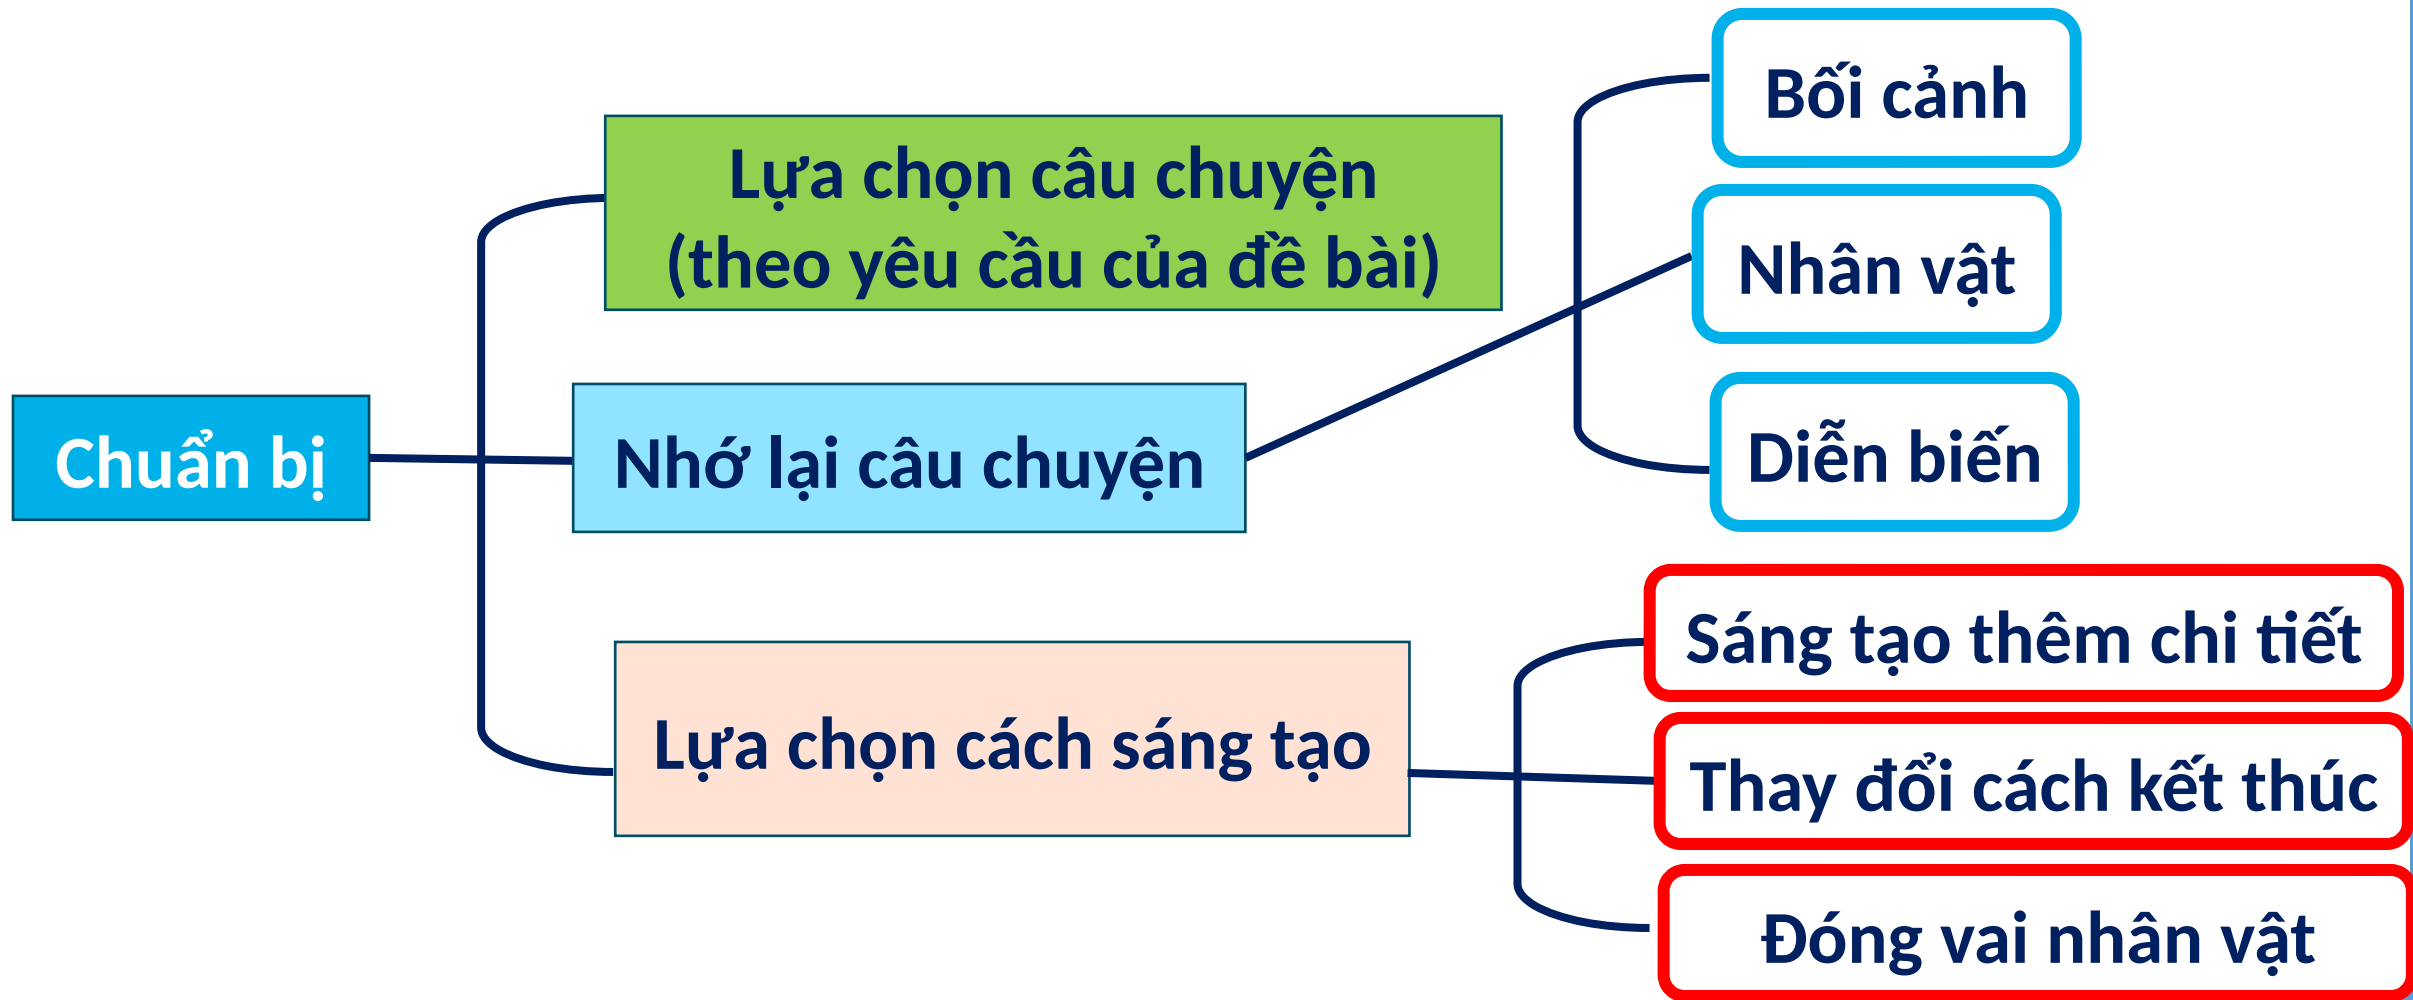 Chuẩn bị
Lựa chọn câu chuyện
(theo yêu cầu của đề bài)
Nhớ lại câu chuyện
Lựa chọn cách sáng tạo
Bối cảnh
Nhân vật
Diễn biến
Sáng tạo thêm chi tiết
Thay đổi cách kết thúc
Đóng vai nhân vật